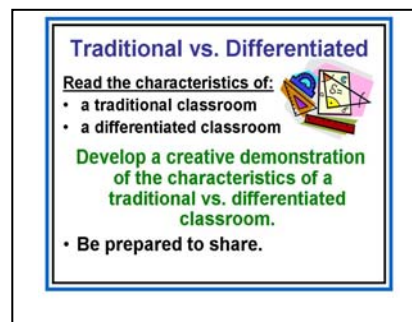 Traditional vs. Differentiated
Read the characteristics of:
• a traditional classroom
• a differentiated classroom
Develop a creative demonstration
of the characteristics of a
traditional vs. differentiated
classroom.
• Be prepared to share.